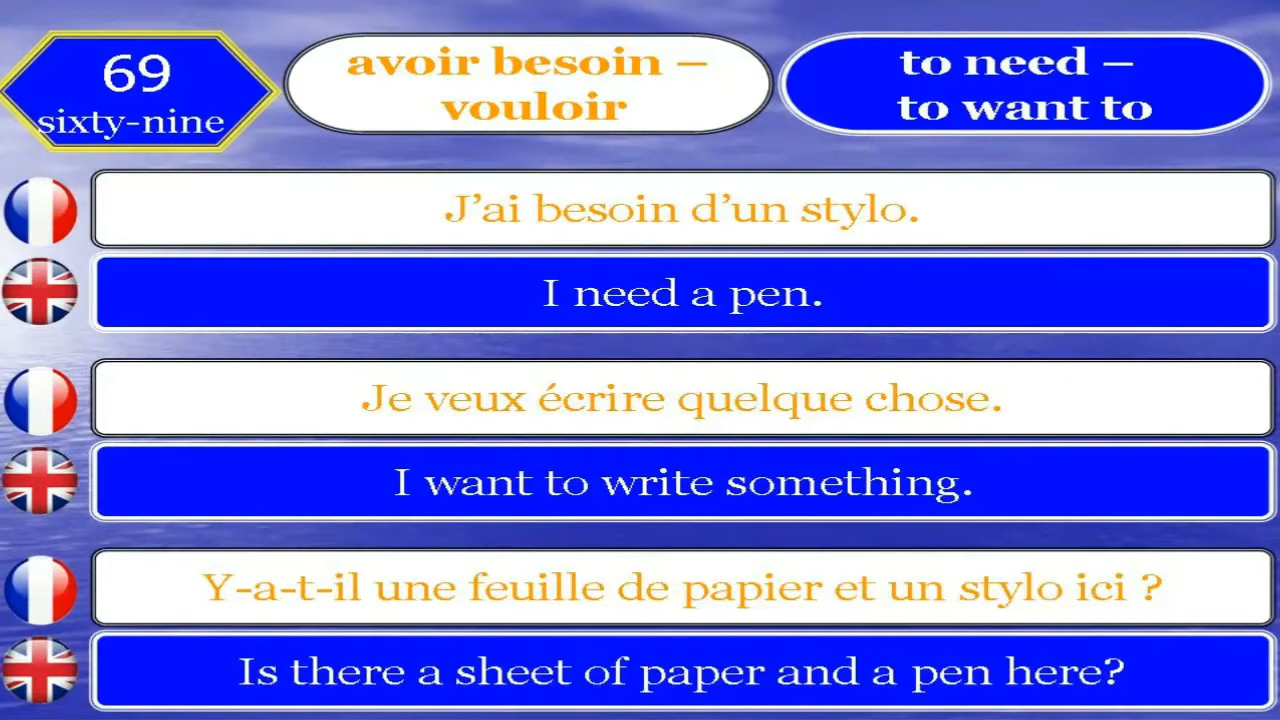 69
sixty-nine
avoir besoin –
vouloir
to need –
to want to
J’ai besoin d’un stylo.
I need a pen.
Je veux écrire quelque chose.
I want to write something.
Y-a-t-il une feuille de papier et un stylo ici ?
Is there a sheet of paper and a pen here?